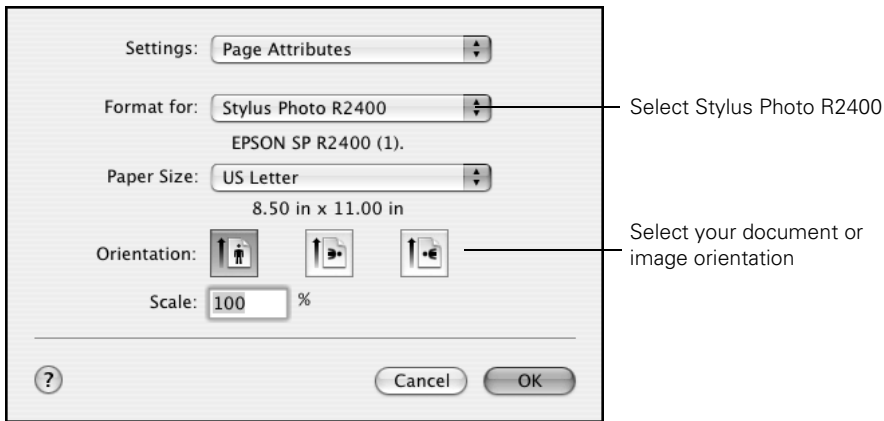 Settings: Page Attributes
Format for: Stylus Photo R2400
Select Stylus Photo R2400
EPSON SP R2400 (1).
Paper Size: US Letter
8.50 in x 11.00 in
Orientation:
Select your document or
image orientation
Scale: 100 %
?
Cancel
OK